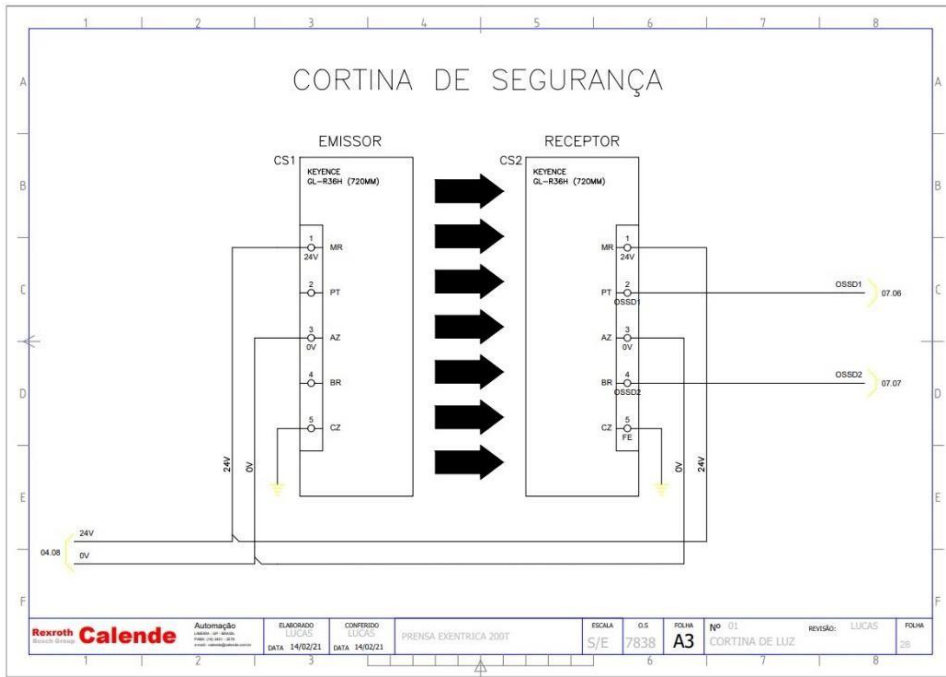 1 2 3 4 5 6 7 8
A A
CORTINA DE SEGURANÇA
EMISSOR RECEPTOR
CS1 CS2
KEYENCE
GL-R36H (720MM)
KEYENCE
GL-R36H (720MM)
B B
1 MR
24V
2 PT
3 AZ
0V
4 BR
5 CZ
MR 1
24V
PT 2
OSSD1
AZ 3
0V
BR 4
OSSD2
CZ 5
FE
C C
OSSD1 07.06
OSSD2 07.07
D D
24V 0V
0V 24V
E E
04.08
24V
0V
F F
Rexroth
Bosch Group
Calende
Automação
ELABORADO
LUCAS
DATA 14/02/21
CONFERIDO
LUCAS
DATA 14/02/21
PRENSA EXENTRICA 200T
ESCALA
S/E
O.S
7838
FOLHA
A3
Nº 01
CORTINA DE LUZ
REVISÃO: LUCAS
FOLHA
28
1 2 3 6 7 8